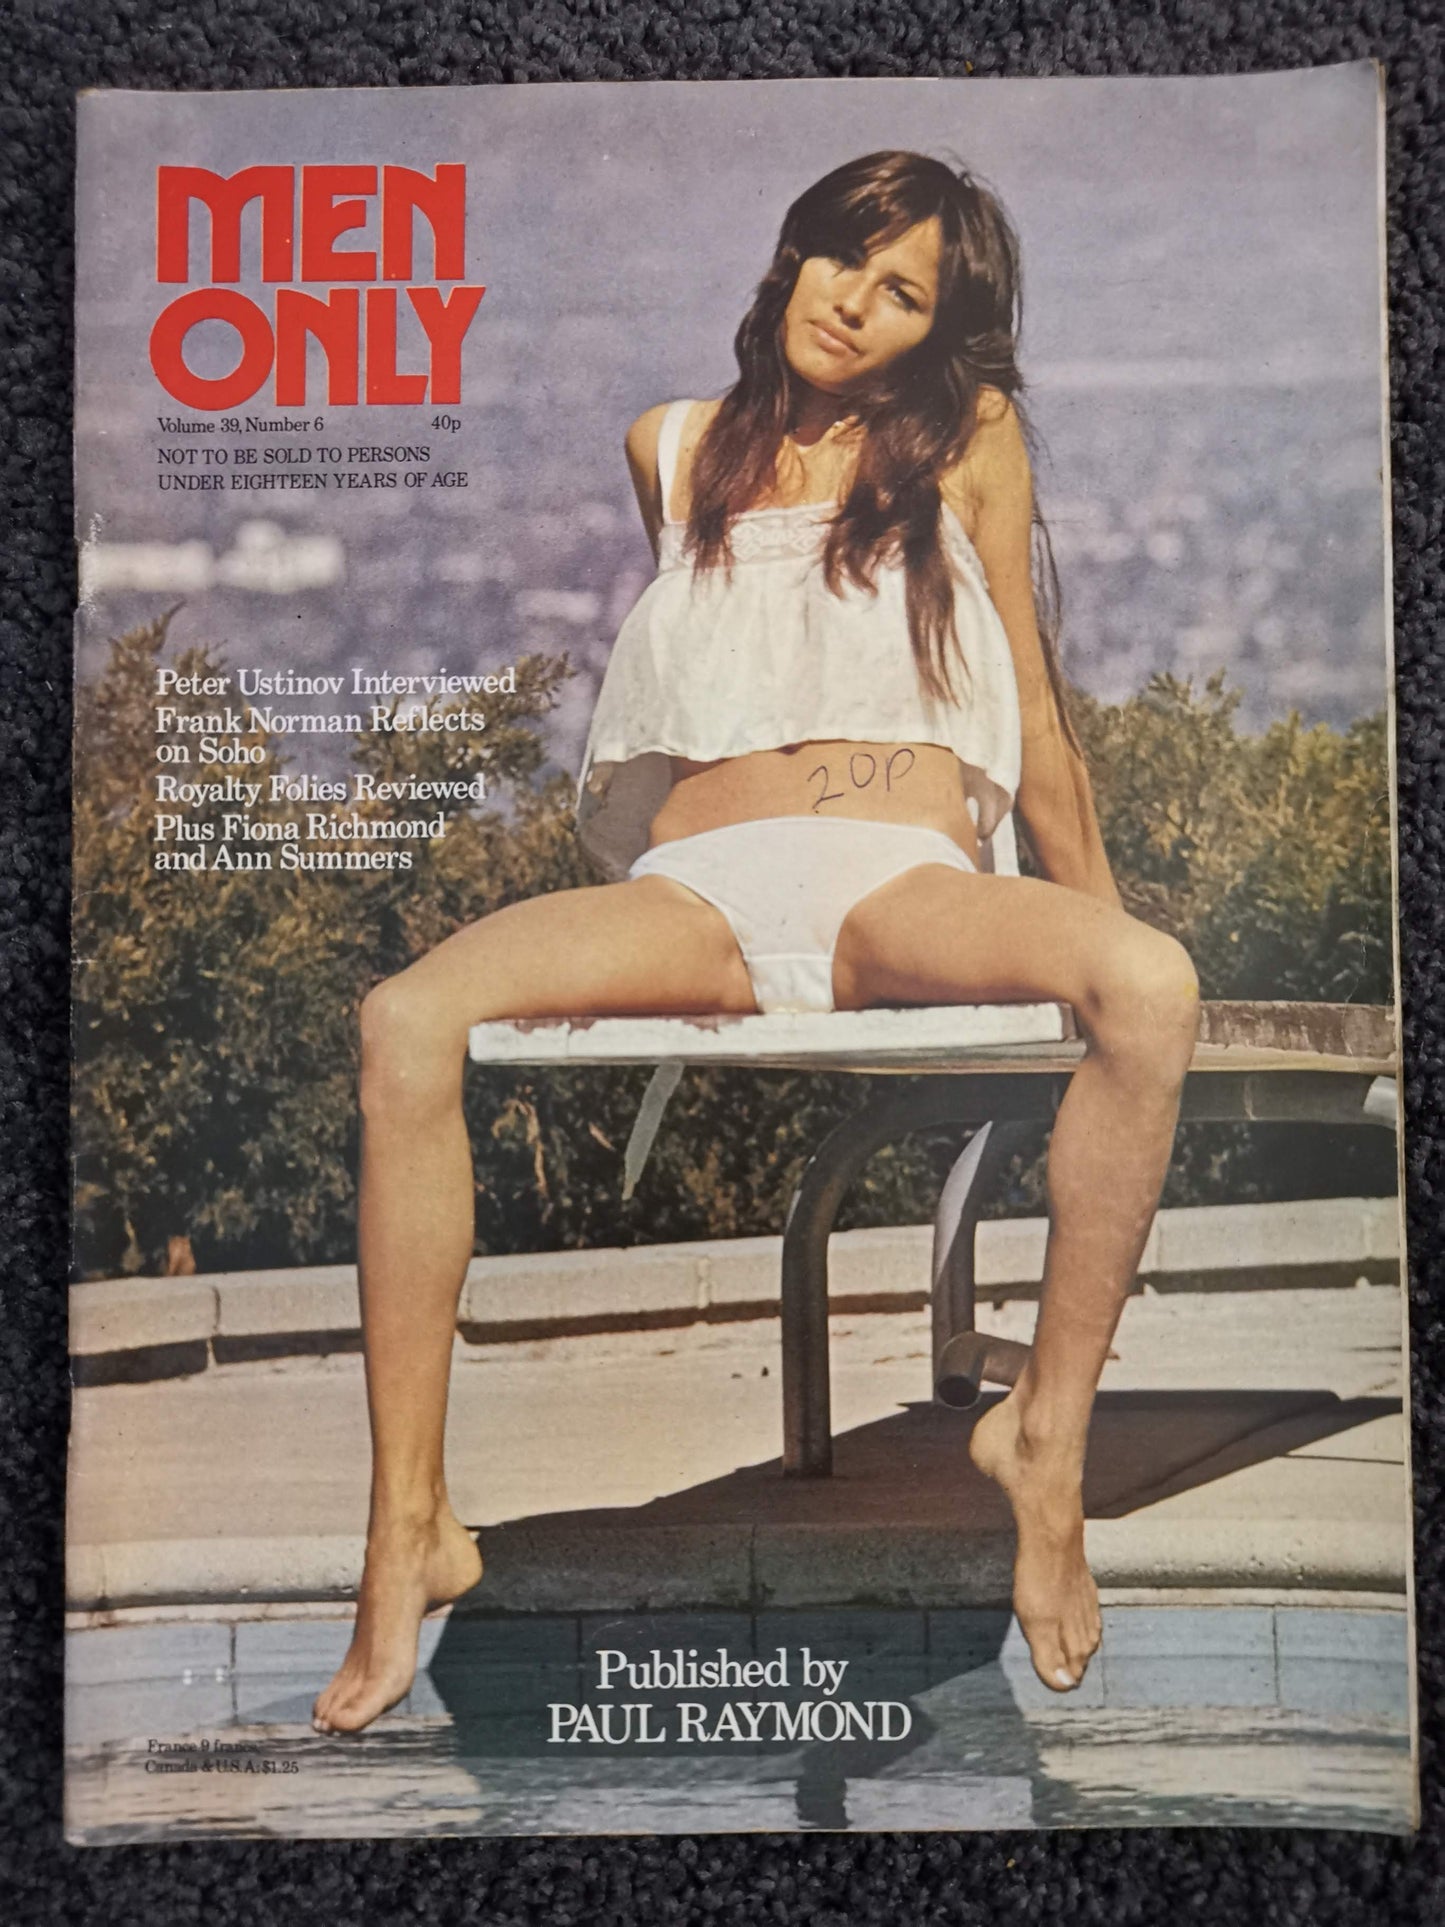 MEN
ONLY
Volume 39, Number 6 40p
NOT TO BE SOLD TO PERSONS
UNDER EIGHTEEN YEARS OF AGE
Peter Ustinov Interviewed
Frank Norman Reflects
on Soho
Royalty Folies Reviewed
Plus Fiona Richmond
and Ann Summers
20p
Published by
PAUL RAYMOND
France 9 francs,
Canada & U.S.A: $1.25